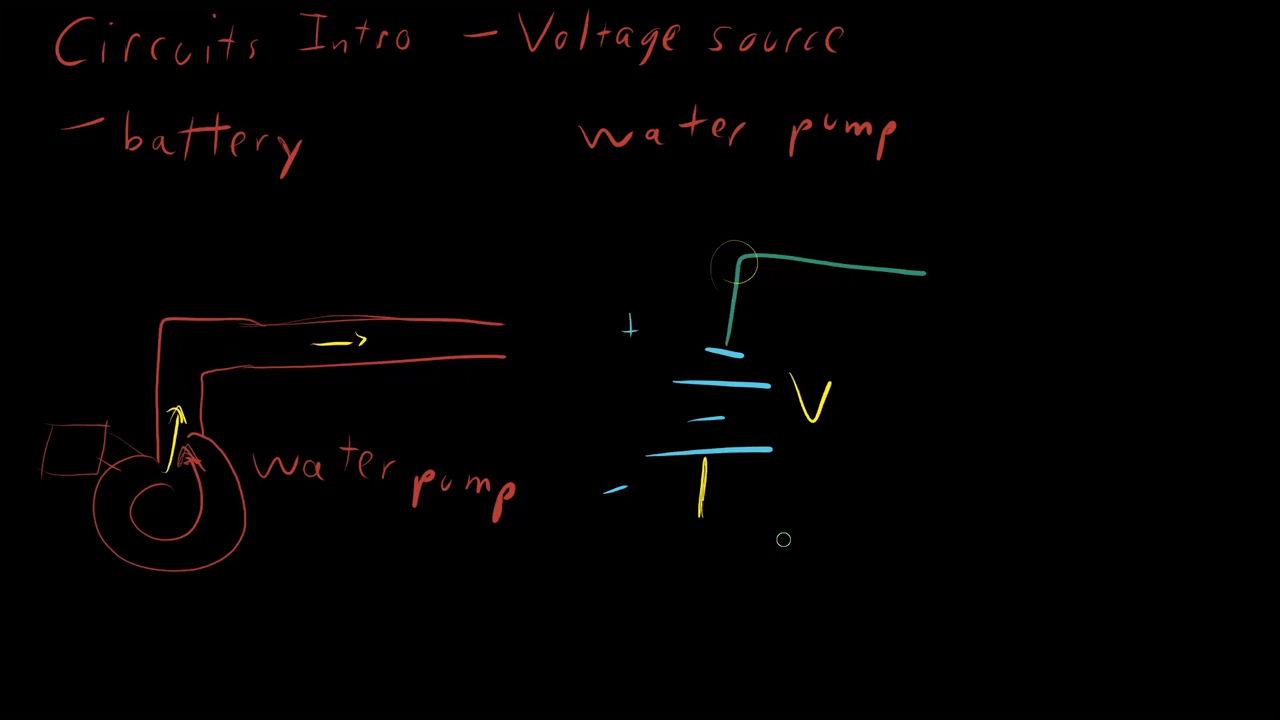 Circuits Intro - Voltage source
- battery water pump
+
V
water pump
-